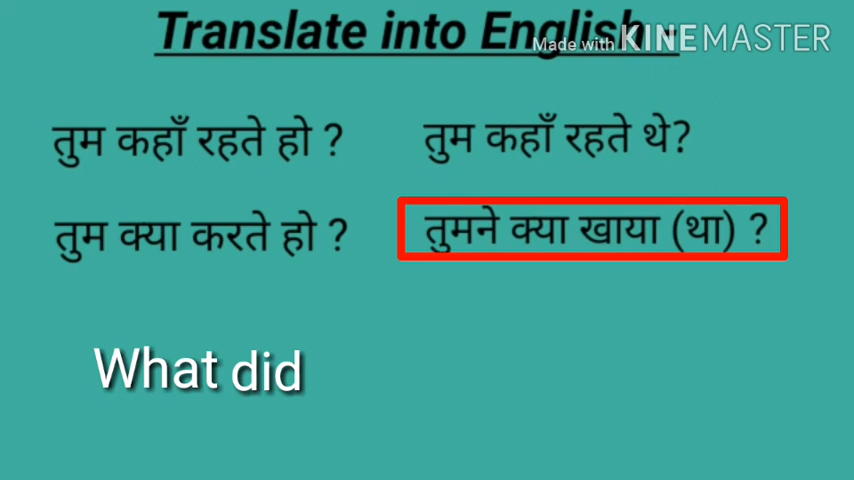 Translate into English-
Made with KINEMASTER
तुम कहाँ रहते हो ?
तुम कहाँ रहते थे?
तुम क्या करते हो ?
तुमने क्या खाया (था) ?
What did